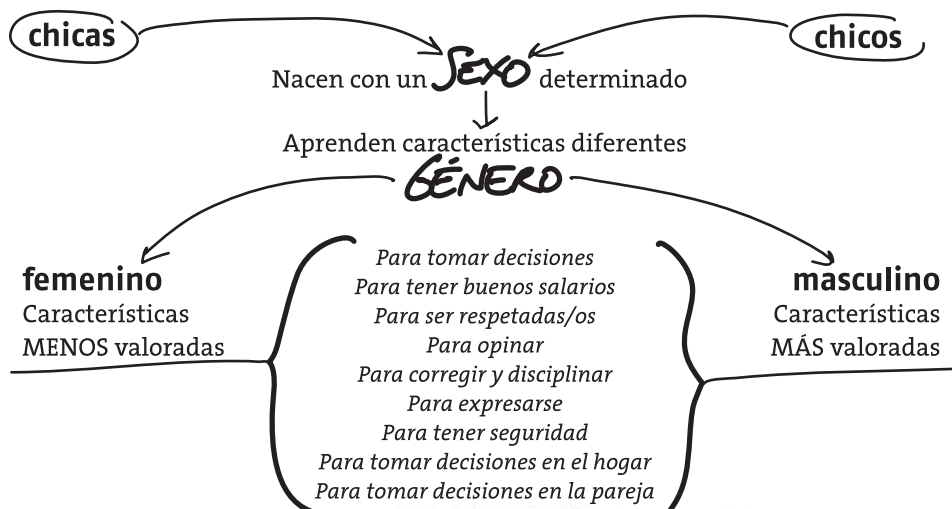 chicas
chicos
Nacen con un SEXO determinado
Aprenden características diferentes
GÉNERO
femenino
Características
MENOS valoradas
Para tomar decisiones
Para tener buenos salarios
Para ser respetadas/os
Para opinar
Para corregir y disciplinar
Para expresarse
Para tener seguridad
Para tomar decisiones en el hogar
Para tomar decisiones en la pareja
masculino
Características
MÁS valoradas